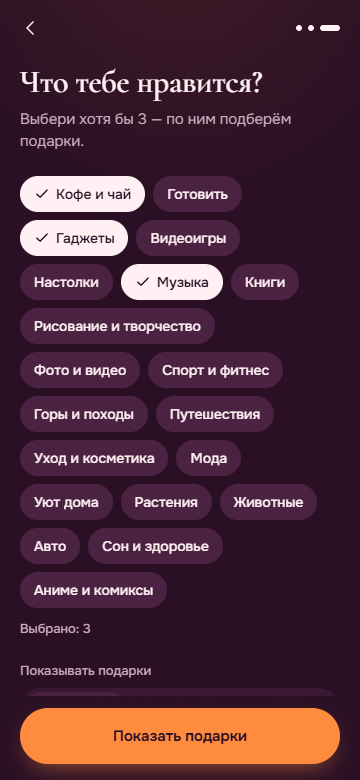 Что тебе нравится?
Выбери хотя бы 3 — по ним подберём
подарки.
Кофе и чай Готовить
Гаджеты Видеоигры
Настолки Музыка Книги
Рисование и творчество
Фото и видео Спорт и фитнес
Горы и походы Путешествия
Уход и косметика Мода
Уют дома Растения Животные
Авто Сон и здоровье
Аниме и комиксы
Выбрано: 3
Показывать подарки
Показать подарки